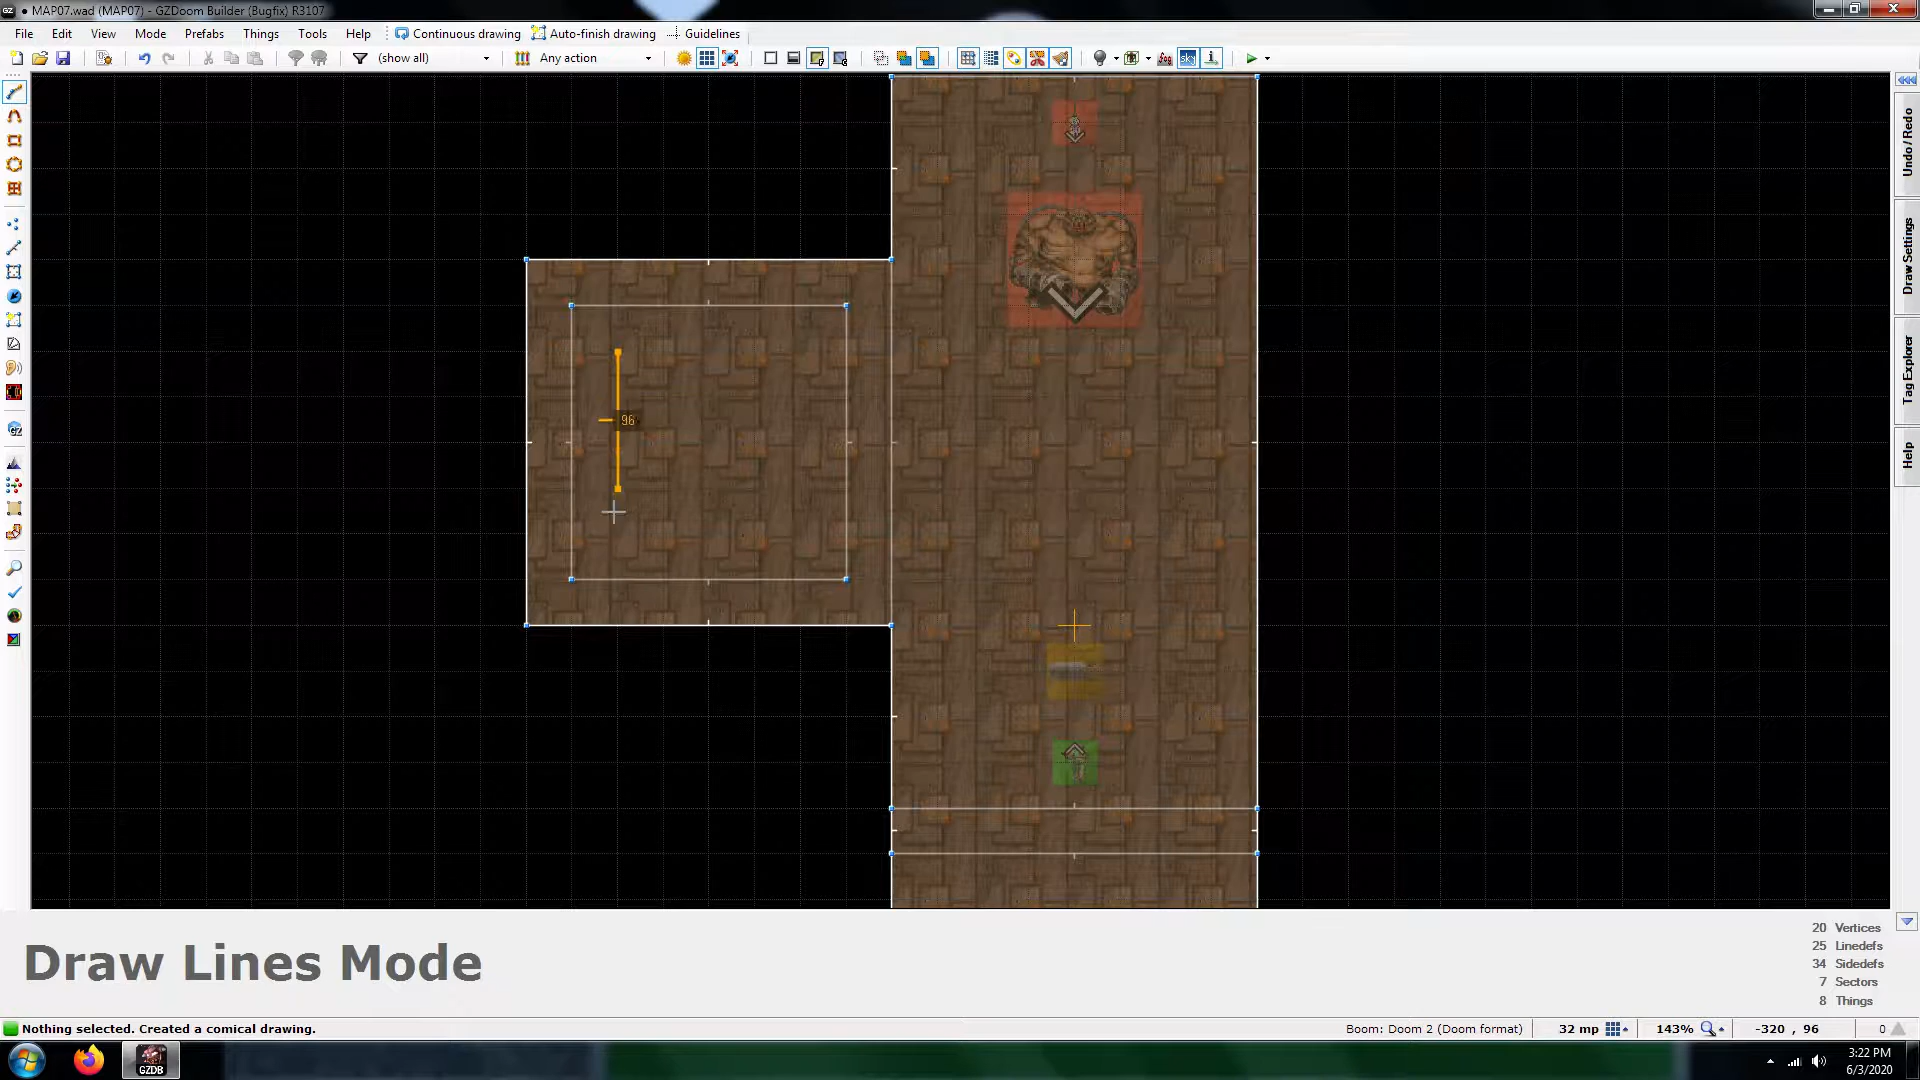 ● MAP07.wad (MAP07) - GZDoom Builder (Bugfix) R3107
File Edit View Mode Prefabs Things Tools Help Continuous drawing Auto-finish drawing Guidelines
(show all) Any action
Undo / Redo
Draw Settings
Tag Explorer
Help
96
Draw Lines Mode
20 Vertices
25 Linedefs
34 Sidedefs
7 Sectors
8 Things
Nothing selected. Created a comical drawing. Boom: Doom 2 (Doom format) 32 mp 143% -320 , 96 0
GZDB
3:22 PM
6/3/2020